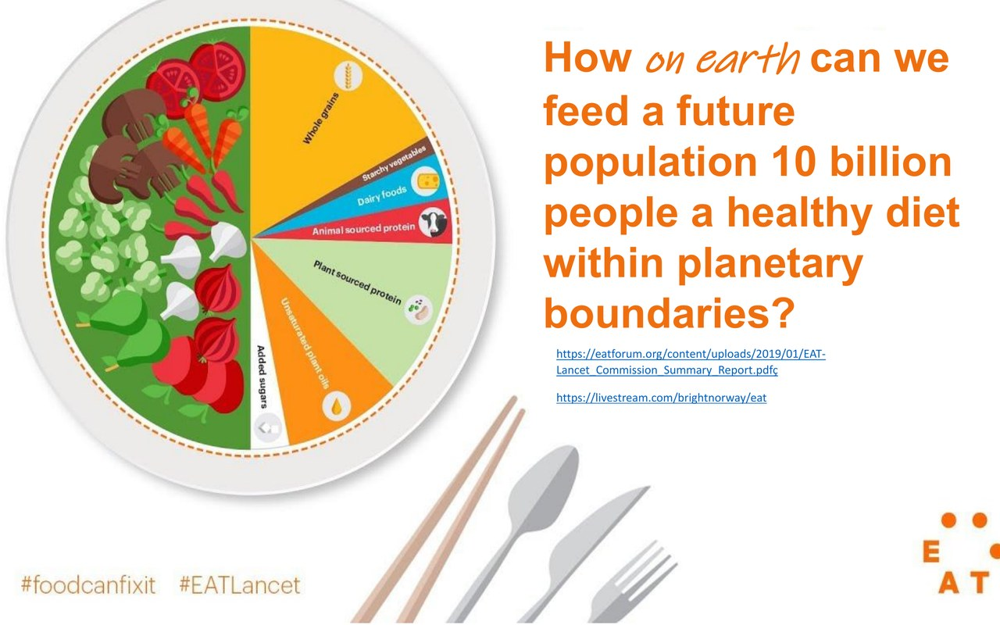 How on earth can we
feed a future
population 10 billion
people a healthy diet
within planetary
boundaries?
https://eatforum.org/content/uploads/2019/01/EAT-
Lancet_Commission_Summary_Report.pdfç
https://livestream.com/brightnorway/eat
Whole grains
Starchy vegetables
Dairy foods
Animal sourced protein
Plant sourced protein
Unsaturated plant oils
Added sugars
#foodcanfixit #EATLancet
E
A T